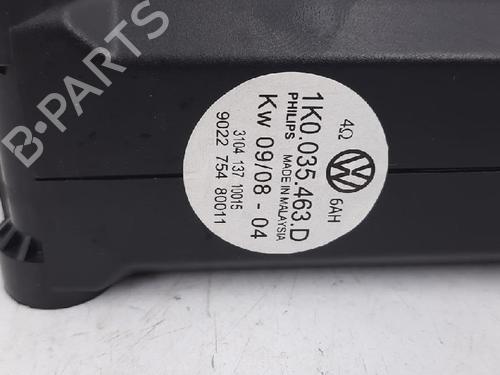 4Ω
6AH
1K0.035.463.D
PHILIPS MADE IN MALAYSIA
Kw 09/08 - 04
3104 137 10015
9022 754 80011
B-PARTS